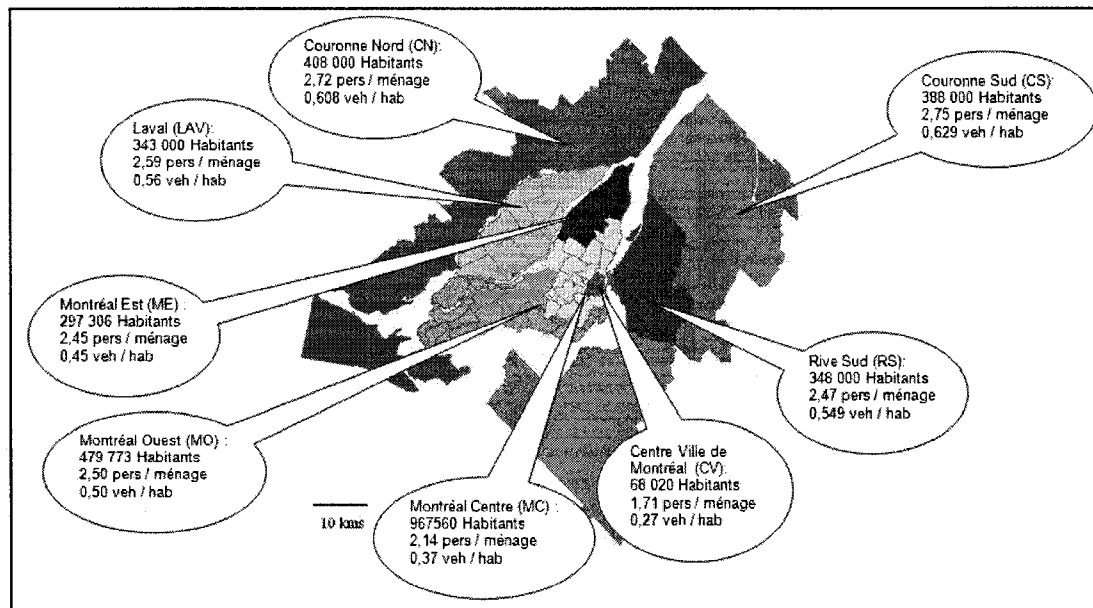 Couronne Nord (CN):
408 000 Habitants
2,72 pers / ménage
0,608 veh / hab
Couronne Sud (CS):
388 000 Habitants
2,75 pers / ménage
0,629 veh / hab
Laval (LAV):
343 000 Habitants
2,59 pers / ménage
0,56 veh / hab
Montréal Est (ME) :
297 306 Habitants
2,45 pers / ménage
0,45 veh / hab
Rive Sud (RS):
348 000 Habitants
2,47 pers / ménage
0,549 veh / hab
Montréal Ouest (MO) :
479 773 Habitants
2,50 pers / ménage
0,50 veh / hab
Centre Ville de
Montréal (CV):
68 020 Habitants
1,71 pers / ménage
0,27 veh / hab
10 kms
Montréal Centre (MC) :
967560 Habitants
2,14 pers / ménage
0,37 veh / hab